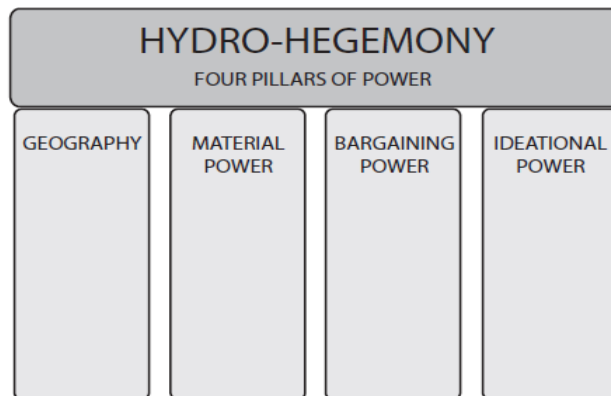 HYDRO-HEGEMONY
FOUR PILLARS OF POWER
GEOGRAPHY
MATERIAL
POWER
BARGAINING
POWER
IDEATIONAL
POWER